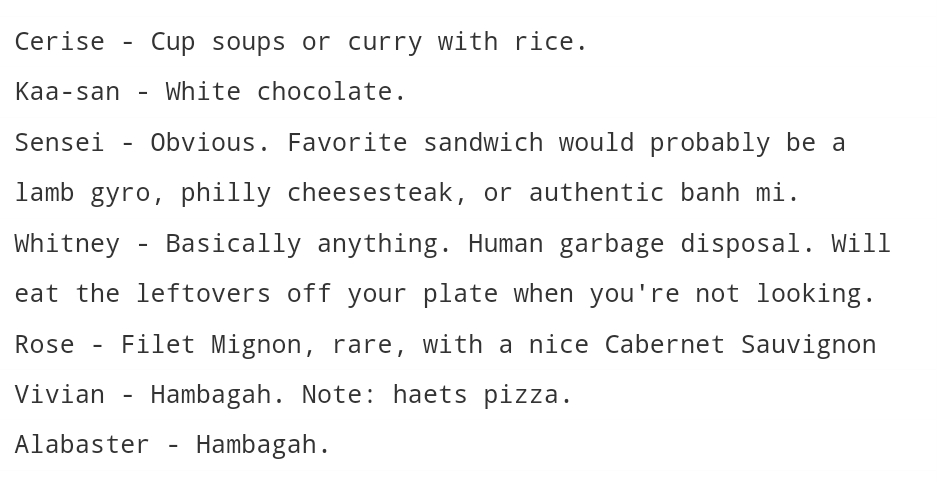 Cerise - Cup soups or curry with rice.
Kaa-san - White chocolate.
Sensei - Obvious. Favorite sandwich would probably be a
lamb gyro, philly cheesesteak, or authentic banh mi.
Whitney - Basically anything. Human garbage disposal. Will
eat the leftovers off your plate when you're not looking.
Rose - Filet Mignon, rare, with a nice Cabernet Sauvignon
Vivian - Hambagah. Note: haets pizza.
Alabaster - Hambagah.